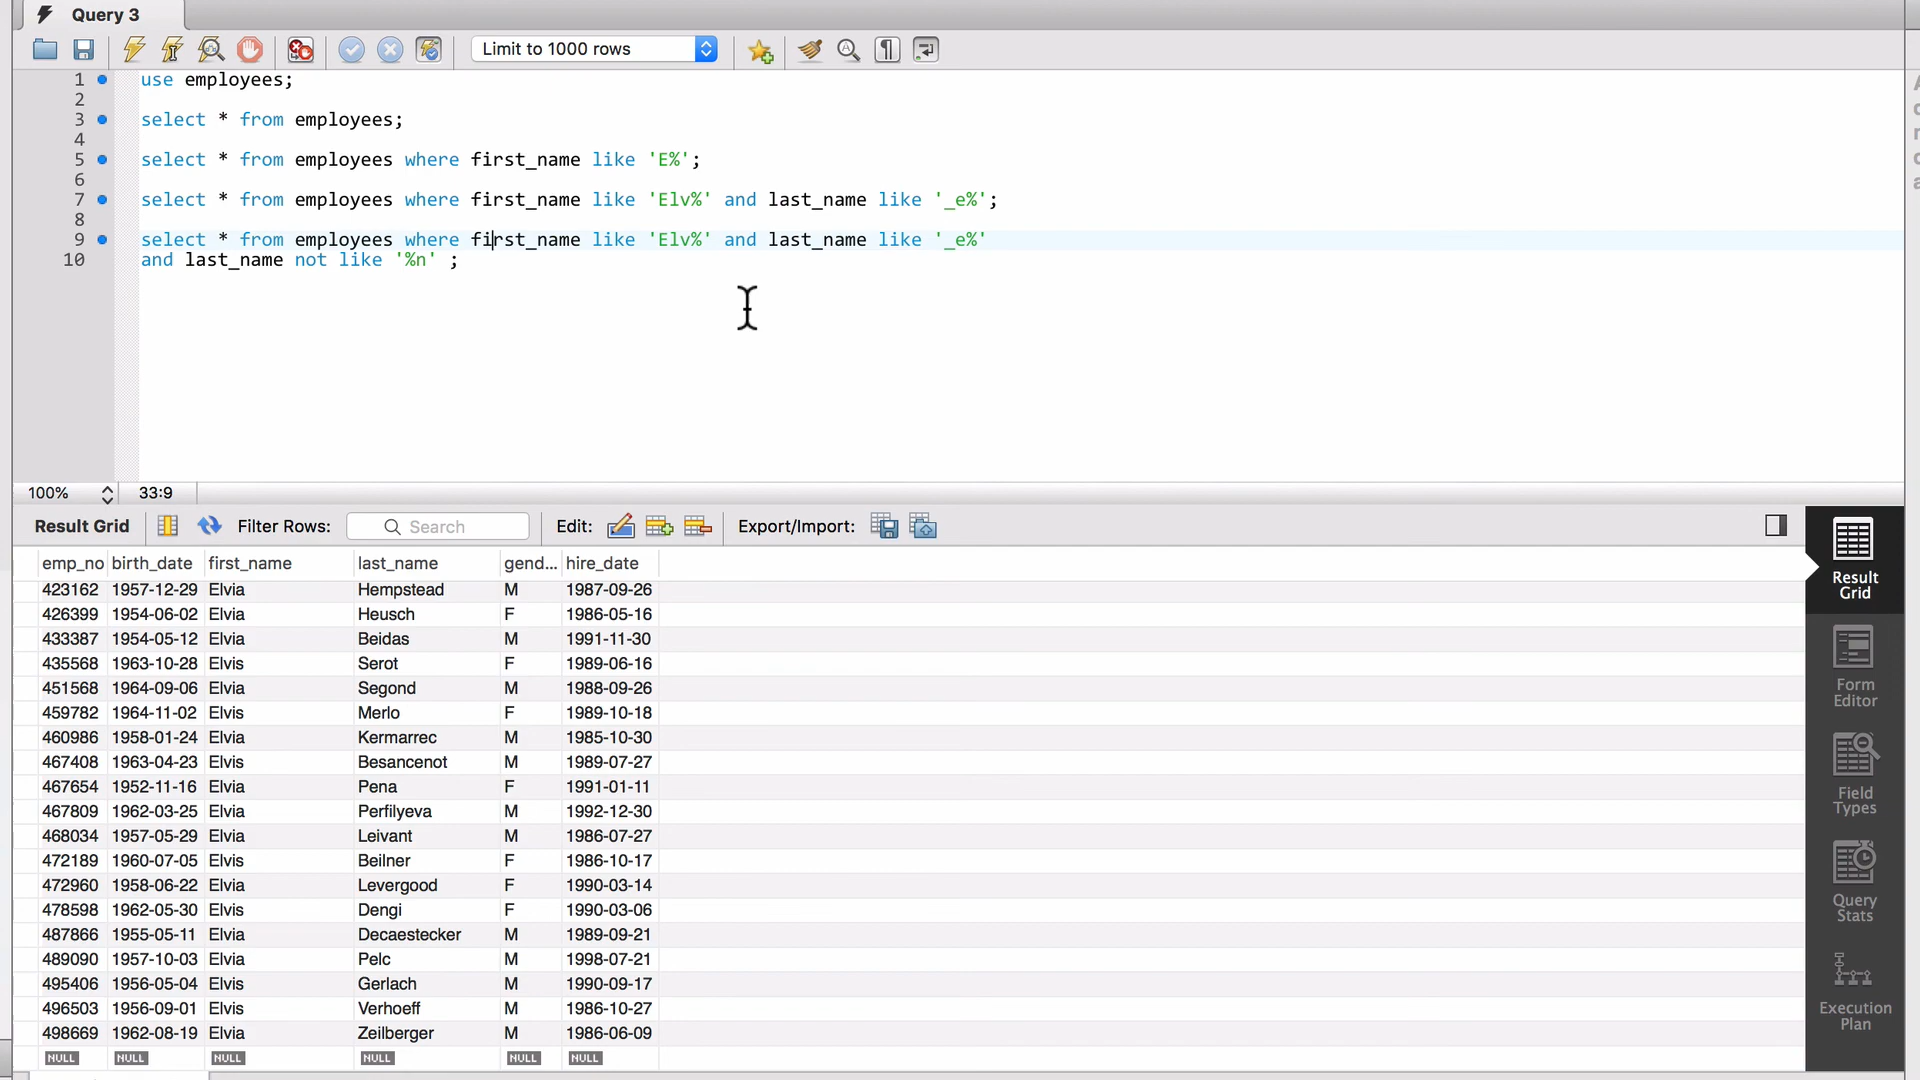 Query 3
Limit to 1000 rows
1 use employees;
2
3 select * from employees;
4
5 select * from employees where first_name like 'E%';
6
7 select * from employees where first_name like 'Elv%' and last_name like '_e%';
8
9 select * from employees where first_name like 'Elv%' and last_name like '_e%'
10 and last_name not like '%n' ;
100% 33:9
Result Grid Filter Rows: Search Edit: Export/Import:
emp_no birth_date first_name last_name gend... hire_date
423162 1957-12-29 Elvia Hempstead M 1987-09-26
426399 1954-06-02 Elvia Heusch F 1986-05-16
433387 1954-05-12 Elvia Beidas M 1991-11-30
435568 1963-10-28 Elvis Serot F 1989-06-16
451568 1964-09-06 Elvia Segond M 1988-09-26
459782 1964-11-02 Elvis Merlo F 1989-10-18
460986 1958-01-24 Elvia Kermarrec M 1985-10-30
467408 1963-04-23 Elvis Besancenot M 1989-07-27
467654 1952-11-16 Elvia Pena F 1991-01-11
467809 1962-03-25 Elvia Perfilyeva M 1992-12-30
468034 1957-05-29 Elvia Leivant M 1986-07-27
472189 1960-07-05 Elvis Beilner F 1986-10-17
472960 1958-06-22 Elvia Levergood F 1990-03-14
478598 1962-05-30 Elvis Dengi F 1990-03-06
487866 1955-05-11 Elvia Decaestecker M 1989-09-21
489090 1957-10-03 Elvia Pelc M 1998-07-21
495406 1956-05-04 Elvis Gerlach M 1990-09-17
496503 1956-09-01 Elvis Verhoeff M 1986-10-27
498669 1962-08-19 Elvia Zeilberger M 1986-06-09
NULL NULL NULL NULL NULL NULL
Result
Grid
Form
Editor
Field
Types
Query
Stats
Execution
Plan